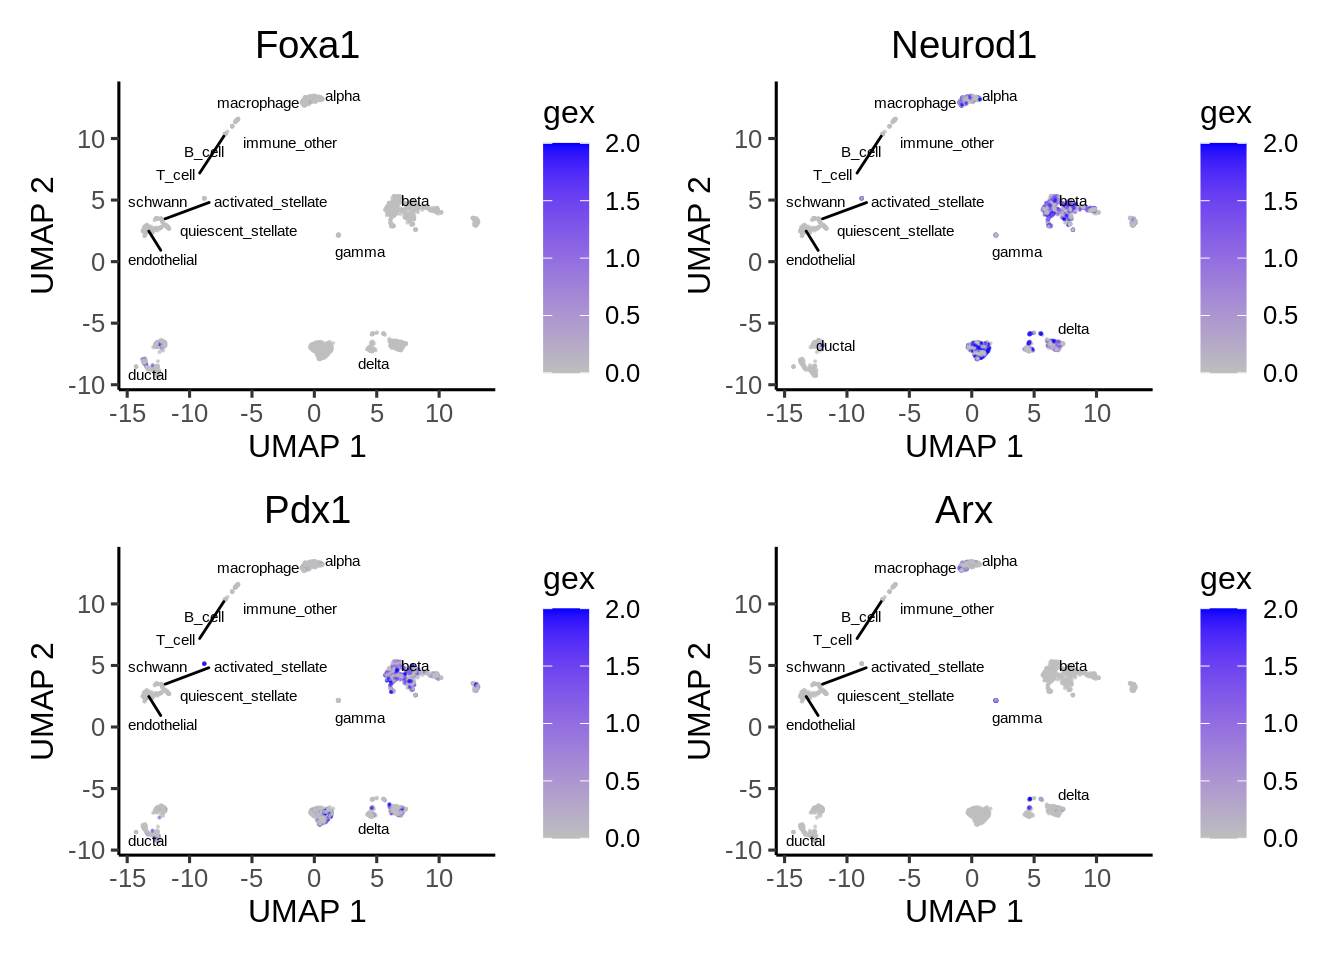 Foxa1
macrophage
alpha
immune_other
B_cell
T_cell
schwann
activated_stellate
quiescent_stellate
endothelial
beta
gamma
delta
ductal
10
5
0
-5
-10
-15
-10
-5
0
5
10
UMAP 1
UMAP 2
gex
2.0
1.5
1.0
0.5
0.0
Neurod1
macrophage
alpha
immune_other
B_cell
T_cell
schwann
activated_stellate
quiescent_stellate
endothelial
beta
gamma
delta
ductal
10
5
0
-5
-10
-15
-10
-5
0
5
10
UMAP 1
UMAP 2
gex
2.0
1.5
1.0
0.5
0.0
Pdx1
macrophage
alpha
immune_other
B_cell
T_cell
schwann
activated_stellate
quiescent_stellate
endothelial
beta
gamma
delta
ductal
10
5
0
-5
-10
-15
-10
-5
0
5
10
UMAP 1
UMAP 2
gex
2.0
1.5
1.0
0.5
0.0
Arx
macrophage
alpha
immune_other
B_cell
T_cell
schwann
activated_stellate
quiescent_stellate
endothelial
beta
gamma
delta
ductal
10
5
0
-5
-10
-15
-10
-5
0
5
10
UMAP 1
UMAP 2
gex
2.0
1.5
1.0
0.5
0.0